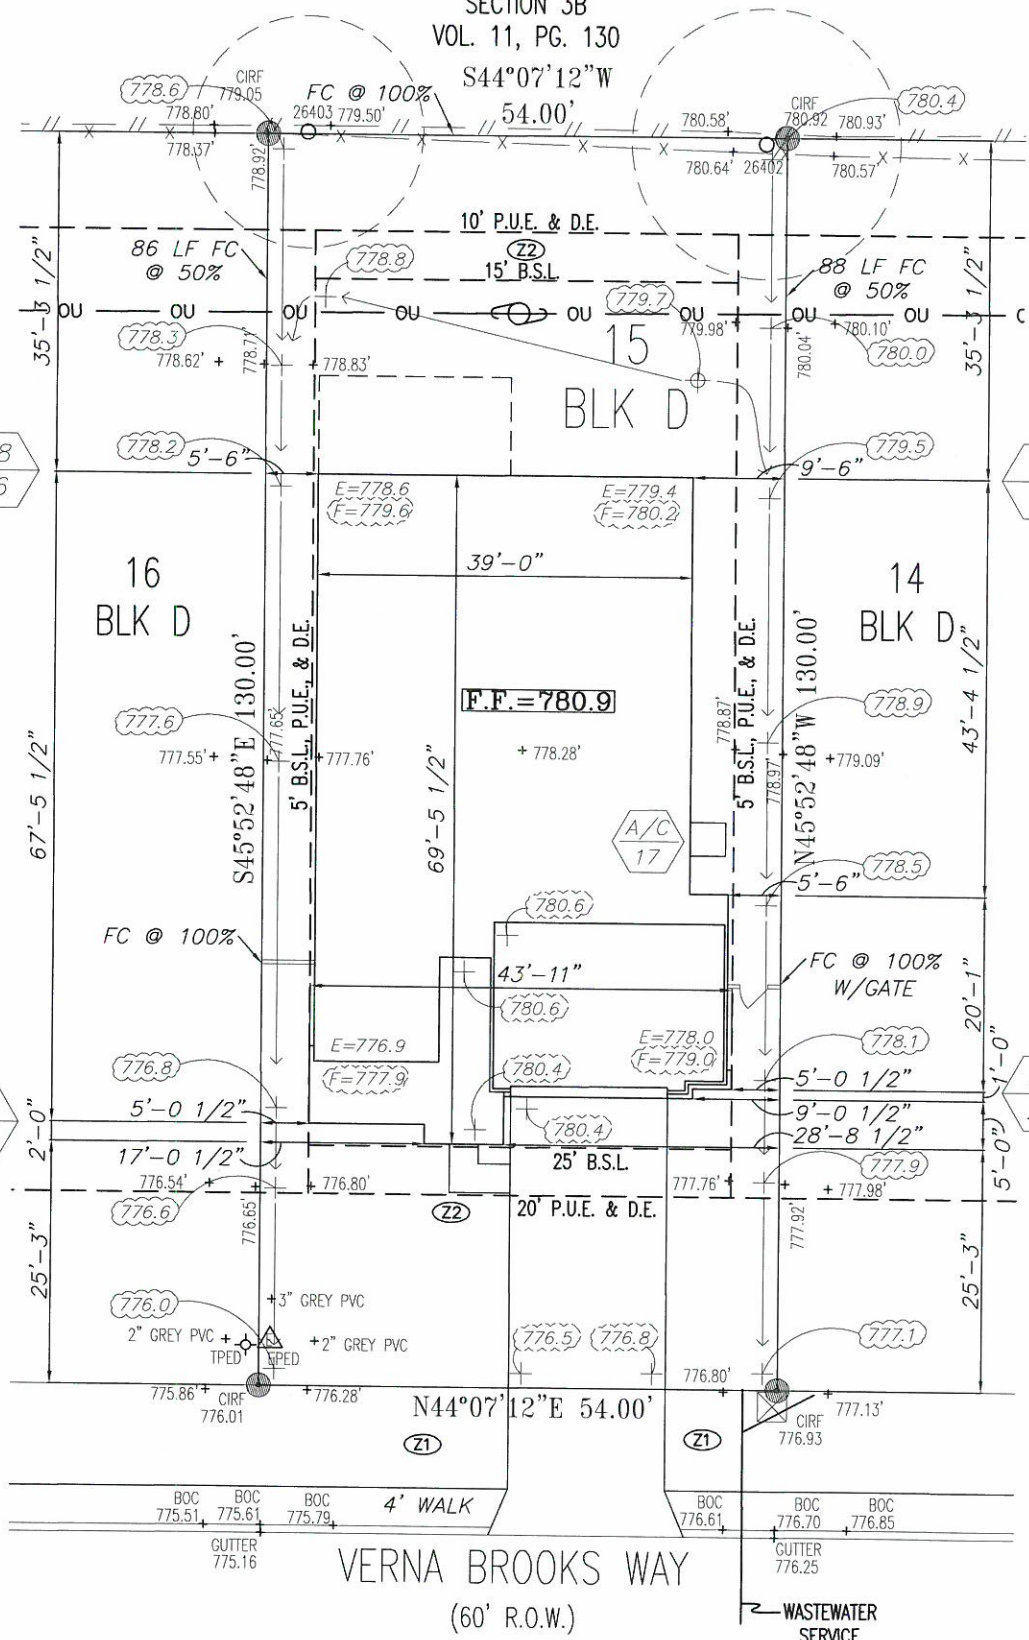 SECTION 3B
VOL. 11, PG. 130
S44°07'12"W
54.00'
778.6
CIRF
779.05
FC @ 100%
778.80'
26403
779.50'
780.58'
CIRF
780.92
780.93'
780.4
778.37'
778.92'
780.64'
26402
780.57'
10' P.U.E. & D.E.
Z2
15' B.S.L.
86 LF FC
@ 50%
778.8
88 LF FC
@ 50%
35'-3 1/2"
35'-3 1/2"
OU
OU
OU
OU
OU
OU
OU
OU
779.7
779.98'
780.10'
778.3
778.62'
778.71'
778.83'
15
BLK D
780.04'
780.0
778.2
5'-6"
9'-6"
779.5
E=778.6
F=779.6
E=779.4
F=780.2
39'-0"
16
BLK D
14
BLK D
5' B.S.L., P.U.E., & D.E.
5' B.S.L., P.U.E., & D.E.
S45°52'48"E 130.00'
N45°52'48"W 130.00'
F.F.=780.9
777.6
777.65'
777.55'
777.76'
778.28'
778.87'
778.97'
779.09'
778.9
67'-5 1/2"
69'-5 1/2"
43'-4 1/2"
A/C
17
5'-6"
778.5
780.6
FC @ 100%
43'-11"
FC @ 100%
W/GATE
780.6
20'-1"
E=776.9
F=777.9
E=778.0
F=779.0
778.1
776.8
780.4
5'-0 1/2"
5'-0 1/2"
1'-0"
9'-0 1/2"
2'-0"
780.4
28'-8 1/2"
17'-0 1/2"
25' B.S.L.
5'-0"
776.54'
776.80'
777.76'
777.98'
777.9
776.6
776.65'
Z2
20' P.U.E. & D.E.
777.92'
25'-3"
25'-3"
3" GREY PVC
776.0
2" GREY PVC
2" GREY PVC
TPED
EPED
776.5
776.8
777.1
775.86'
CIRF
776.01
776.28'
776.80'
777.13'
N44°07'12"E 54.00'
CIRF
776.93
Z1
Z1
BOC
775.51
BOC
775.61
BOC
775.79
4' WALK
BOC
776.61
BOC
776.70
BOC
776.85
GUTTER
775.16
GUTTER
776.25
VERNA BROOKS WAY
(60' R.O.W.)
WASTEWATER
SERVICE